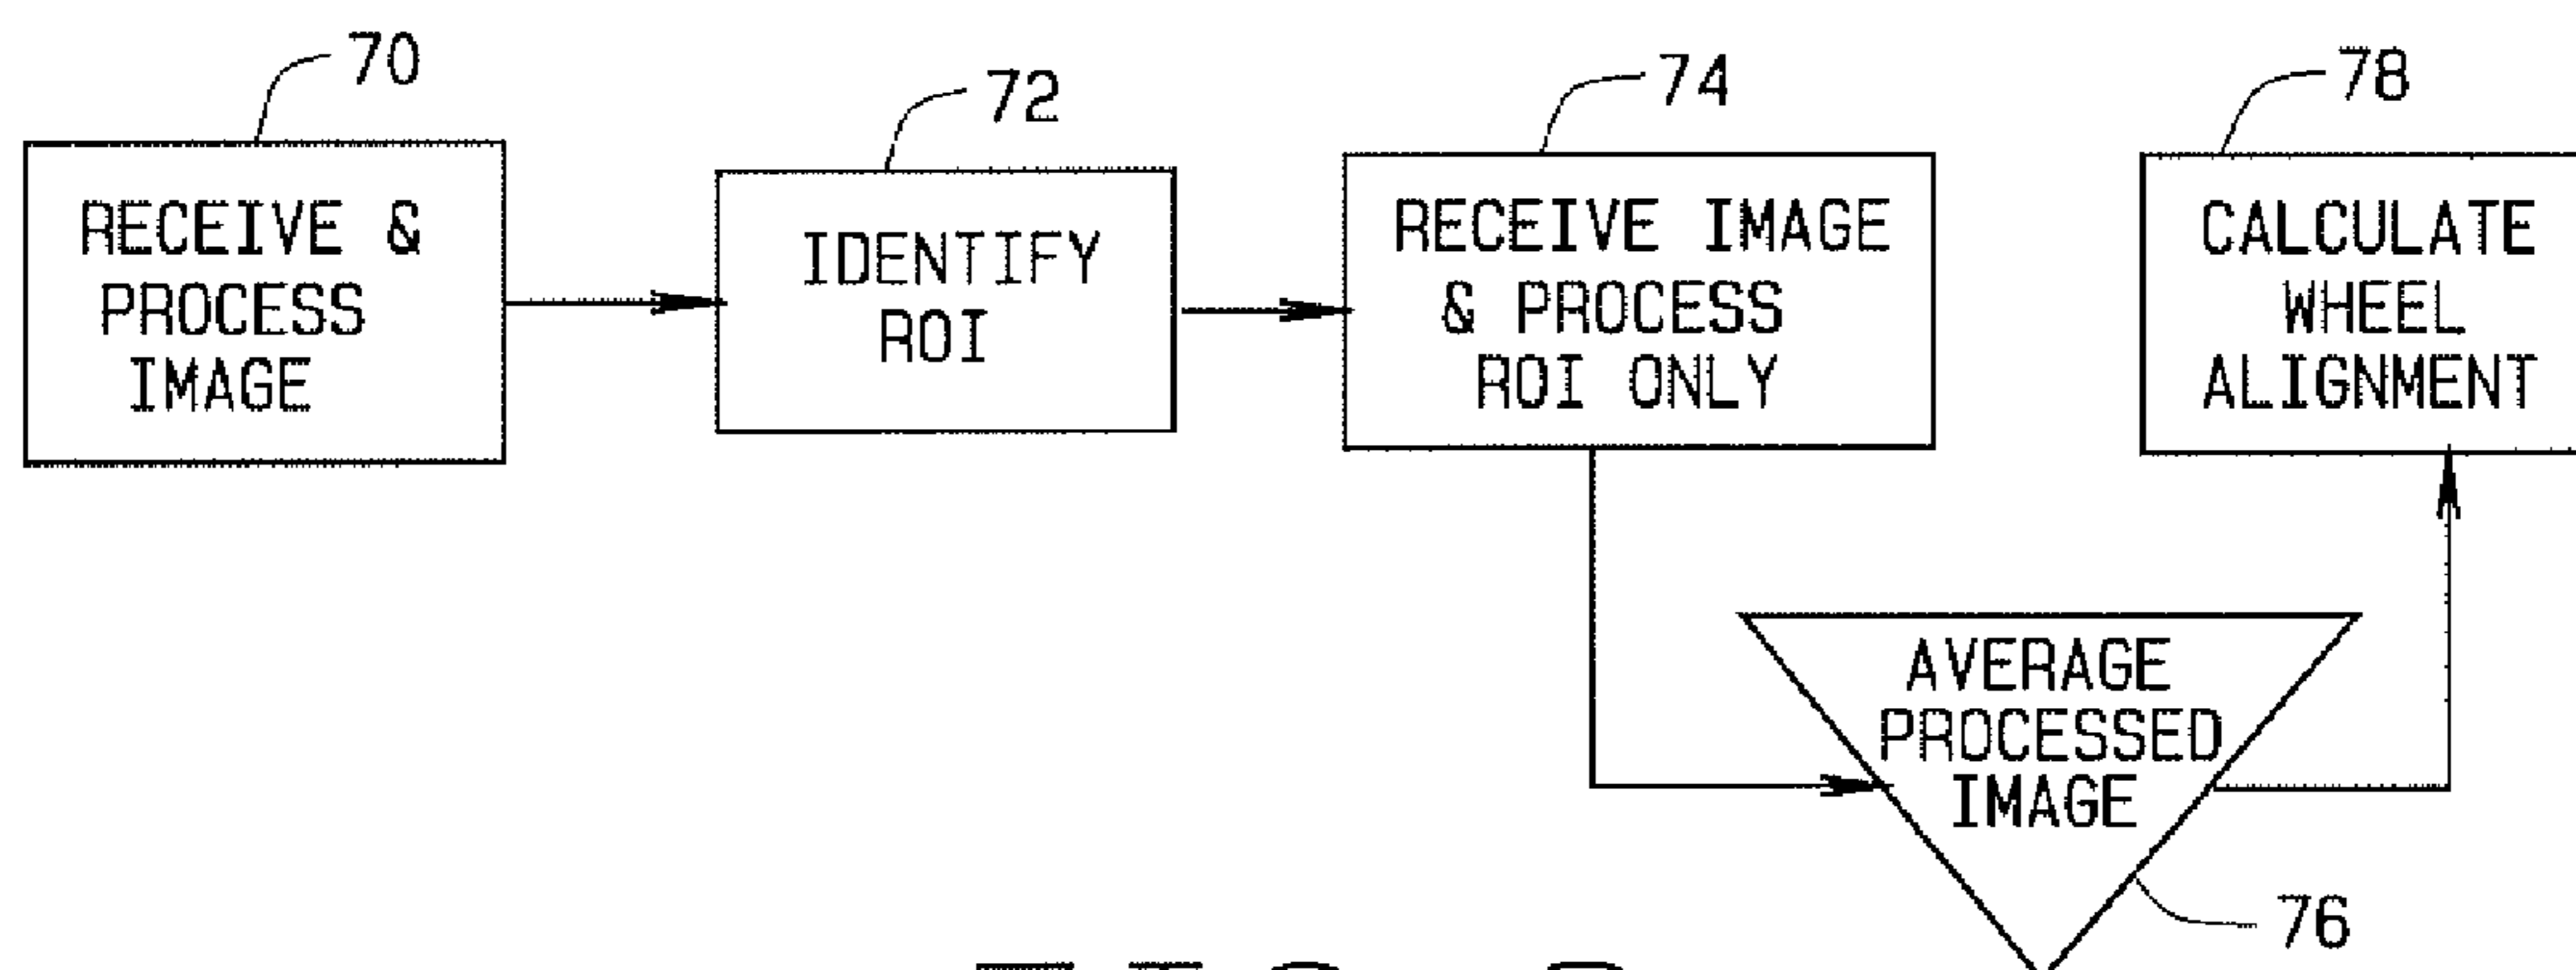 70
RECEIVE &
PROCESS
IMAGE
72
IDENTIFY
ROI
74
RECEIVE IMAGE
& PROCESS
ROI ONLY
78
CALCULATE
WHEEL
ALIGNMENT
AVERAGE
PROCESSED
IMAGE
76